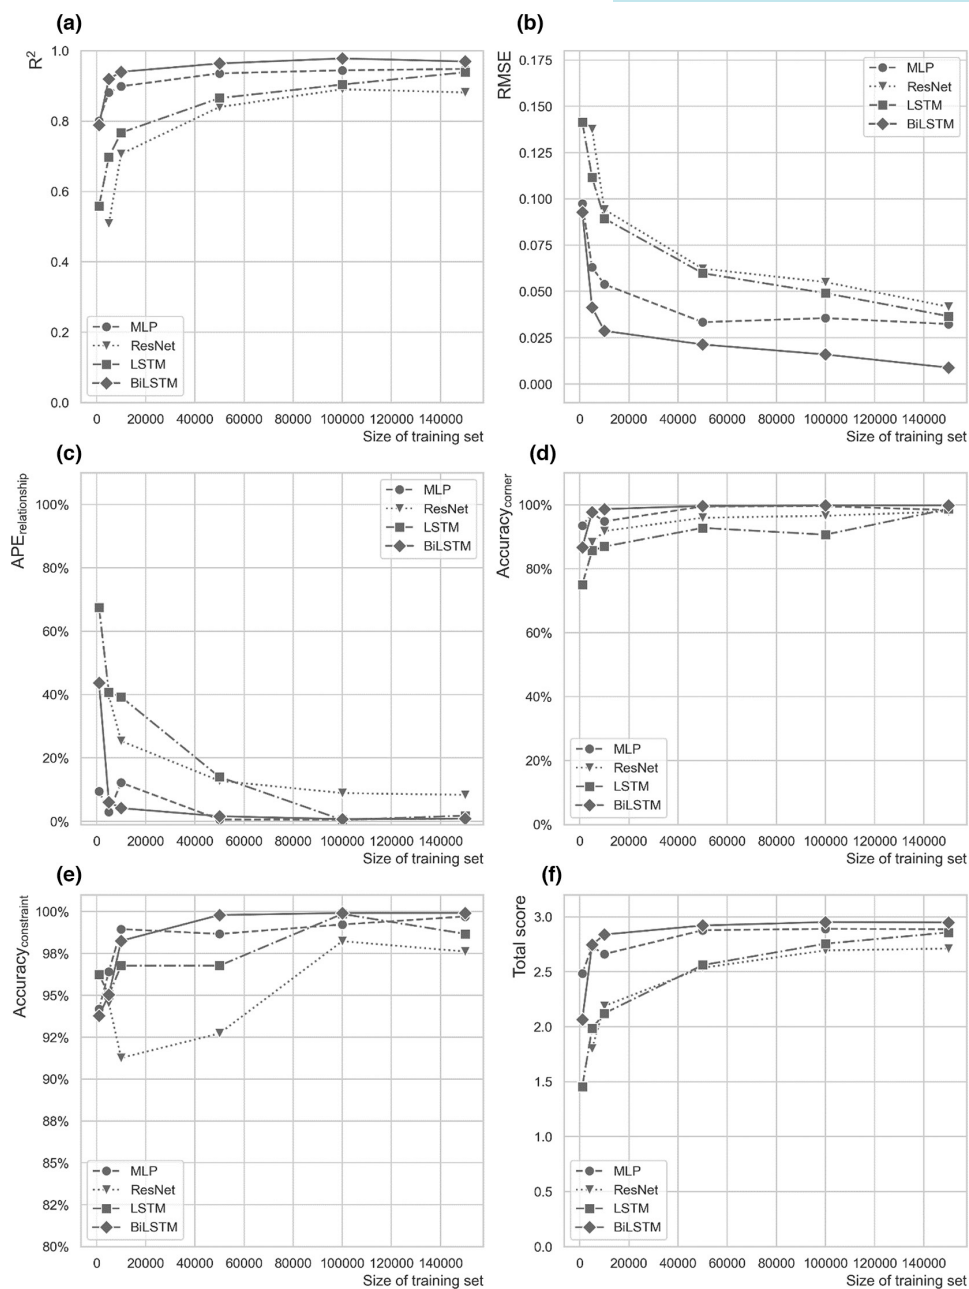 (a)
R2
1.0
0.8
0.6
0.4
0.2
0.0
MLP
ResNet
LSTM
BiLSTM
0 20000 40000 60000 80000 100000 120000 140000
Size of training set
(b)
RMSE
0.175
0.150
0.125
0.100
0.075
0.050
0.025
0.000
MLP
ResNet
LSTM
BiLSTM
0 20000 40000 60000 80000 100000 120000 140000
Size of training set
(c)
APErelationship
100%
80%
60%
40%
20%
0%
MLP
ResNet
LSTM
BiLSTM
0 20000 40000 60000 80000 100000 120000 140000
Size of training set
(d)
Accuracycorner
100%
80%
60%
40%
20%
0%
MLP
ResNet
LSTM
BiLSTM
0 20000 40000 60000 80000 100000 120000 140000
Size of training set
(e)
Accuracyconstraint
100%
98%
95%
92%
90%
88%
85%
82%
80%
MLP
ResNet
LSTM
BiLSTM
0 20000 40000 60000 80000 100000 120000 140000
Size of training set
(f)
Total score
3.0
2.5
2.0
1.5
1.0
0.5
0.0
MLP
ResNet
LSTM
BiLSTM
0 20000 40000 60000 80000 100000 120000 140000
Size of training set